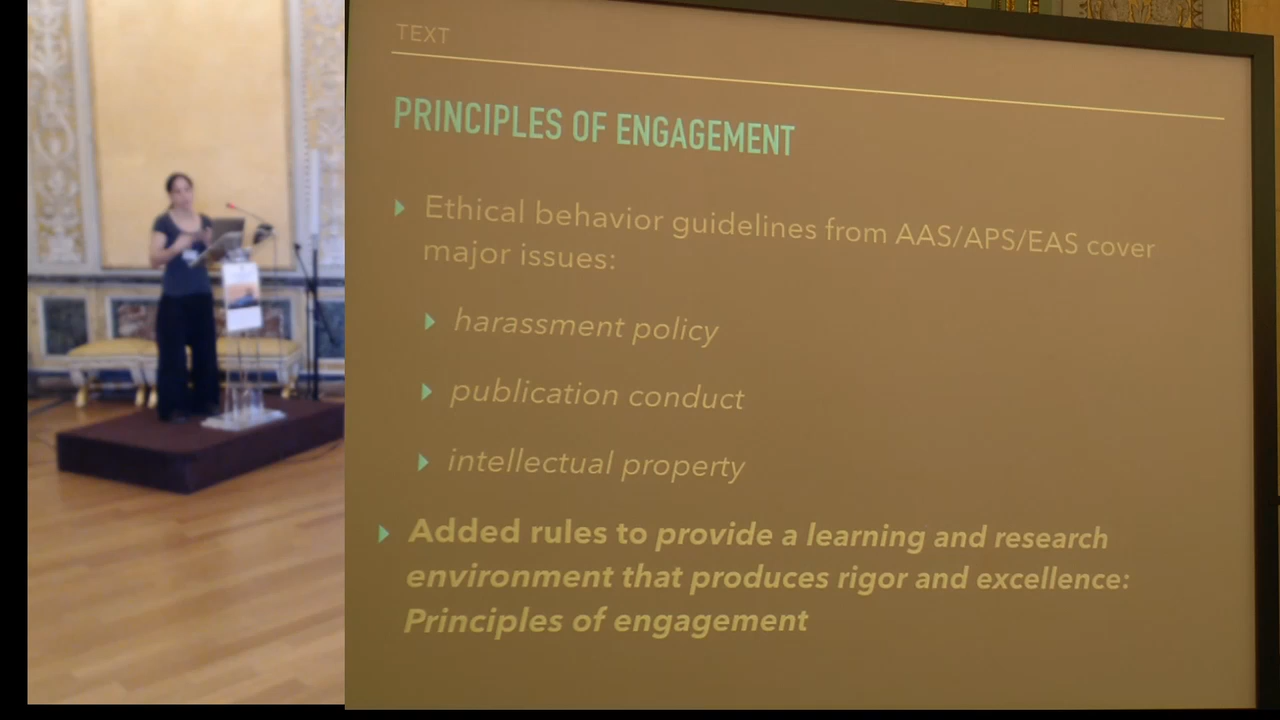 TEXT
PRINCIPLES OF ENGAGEMENT
Ethical behavior guidelines from AAS/APS/EAS cover
major issues:
harassment policy
publication conduct
intellectual property
Added rules to provide a learning and research
environment that produces rigor and excellence:
Principles of engagement